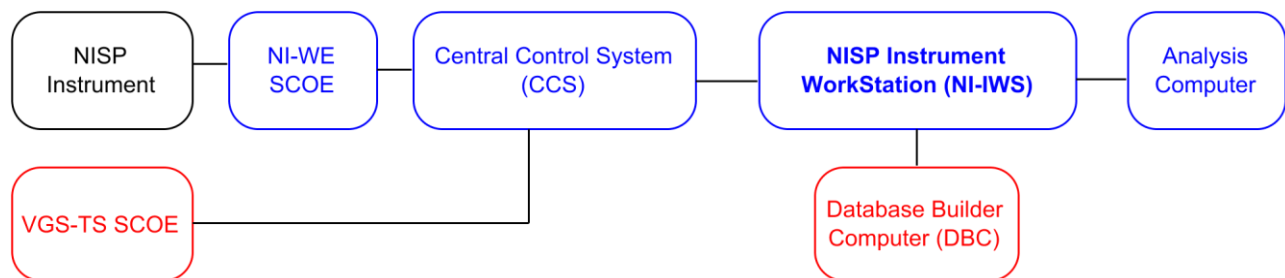 NISP
Instrument
NI-WE
SCOE
Central Control System
(CCS)
NISP Instrument
WorkStation (NI-IWS)
Analysis
Computer
VGS-TS SCOE
Database Builder
Computer (DBC)